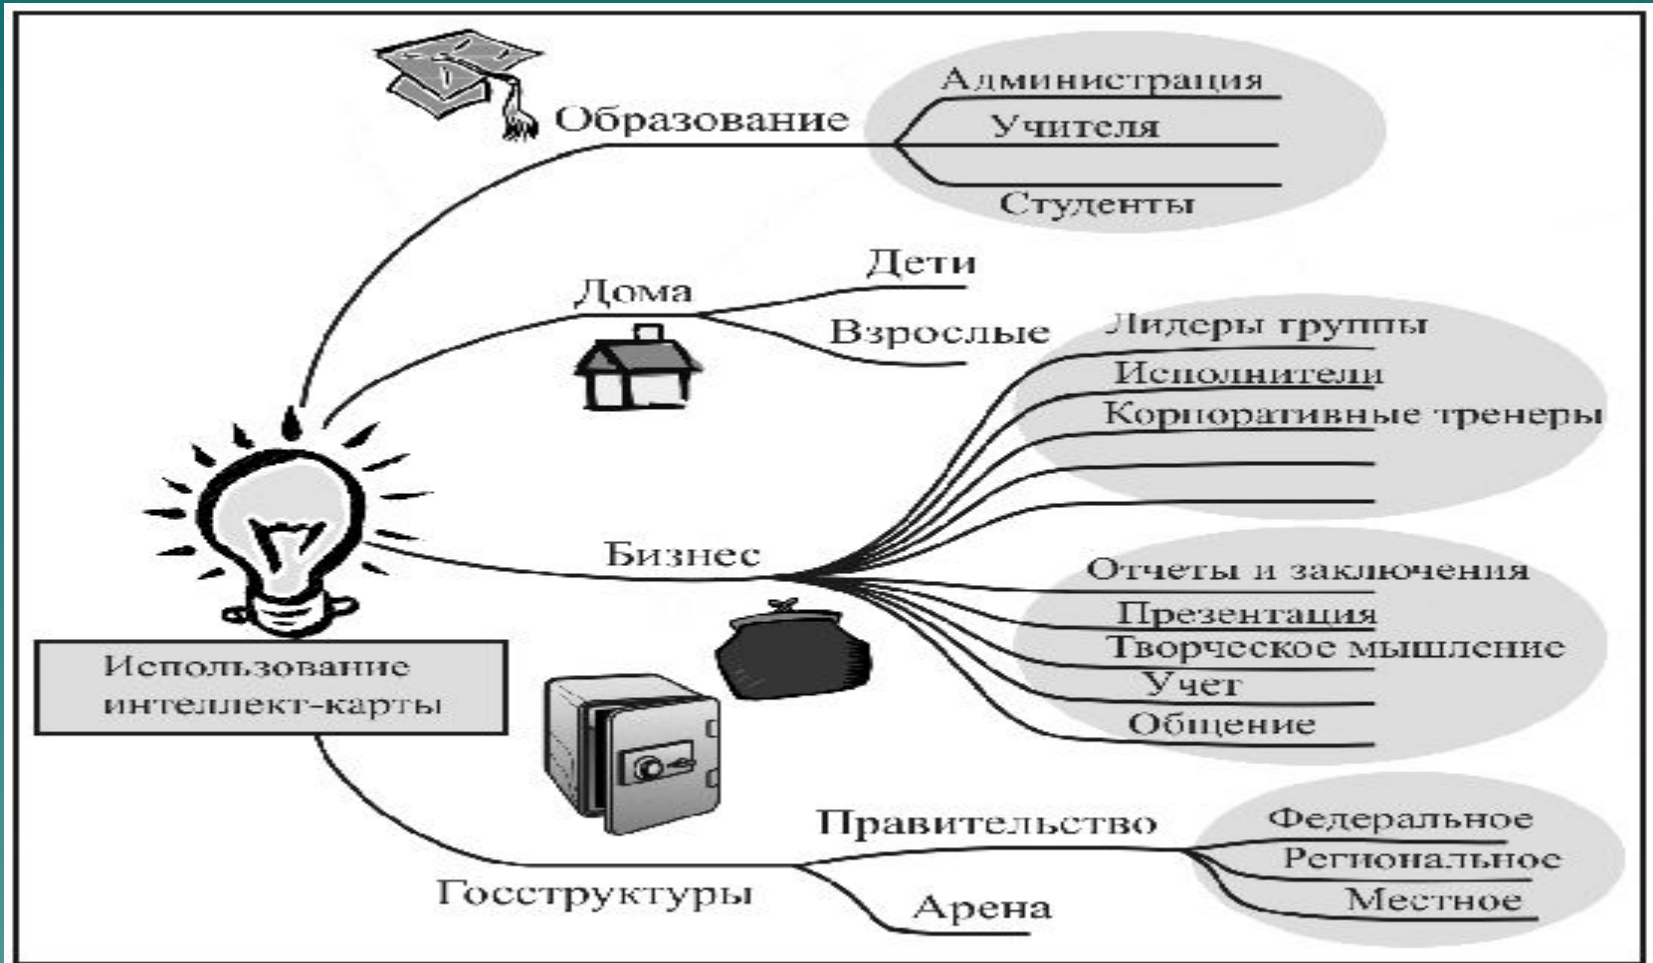 Образование
Администрация
Учителя
Студенты
Дома
Дети
Взрослые
Лидеры группы
Исполнители
Корпоративные тренеры
Бизнес
Отчеты и заключения
Презентация
Творческое мышление
Учет
Общение
Использование
интеллект-карты
Госструктуры
Правительство
Федеральное
Региональное
Местное
Арена